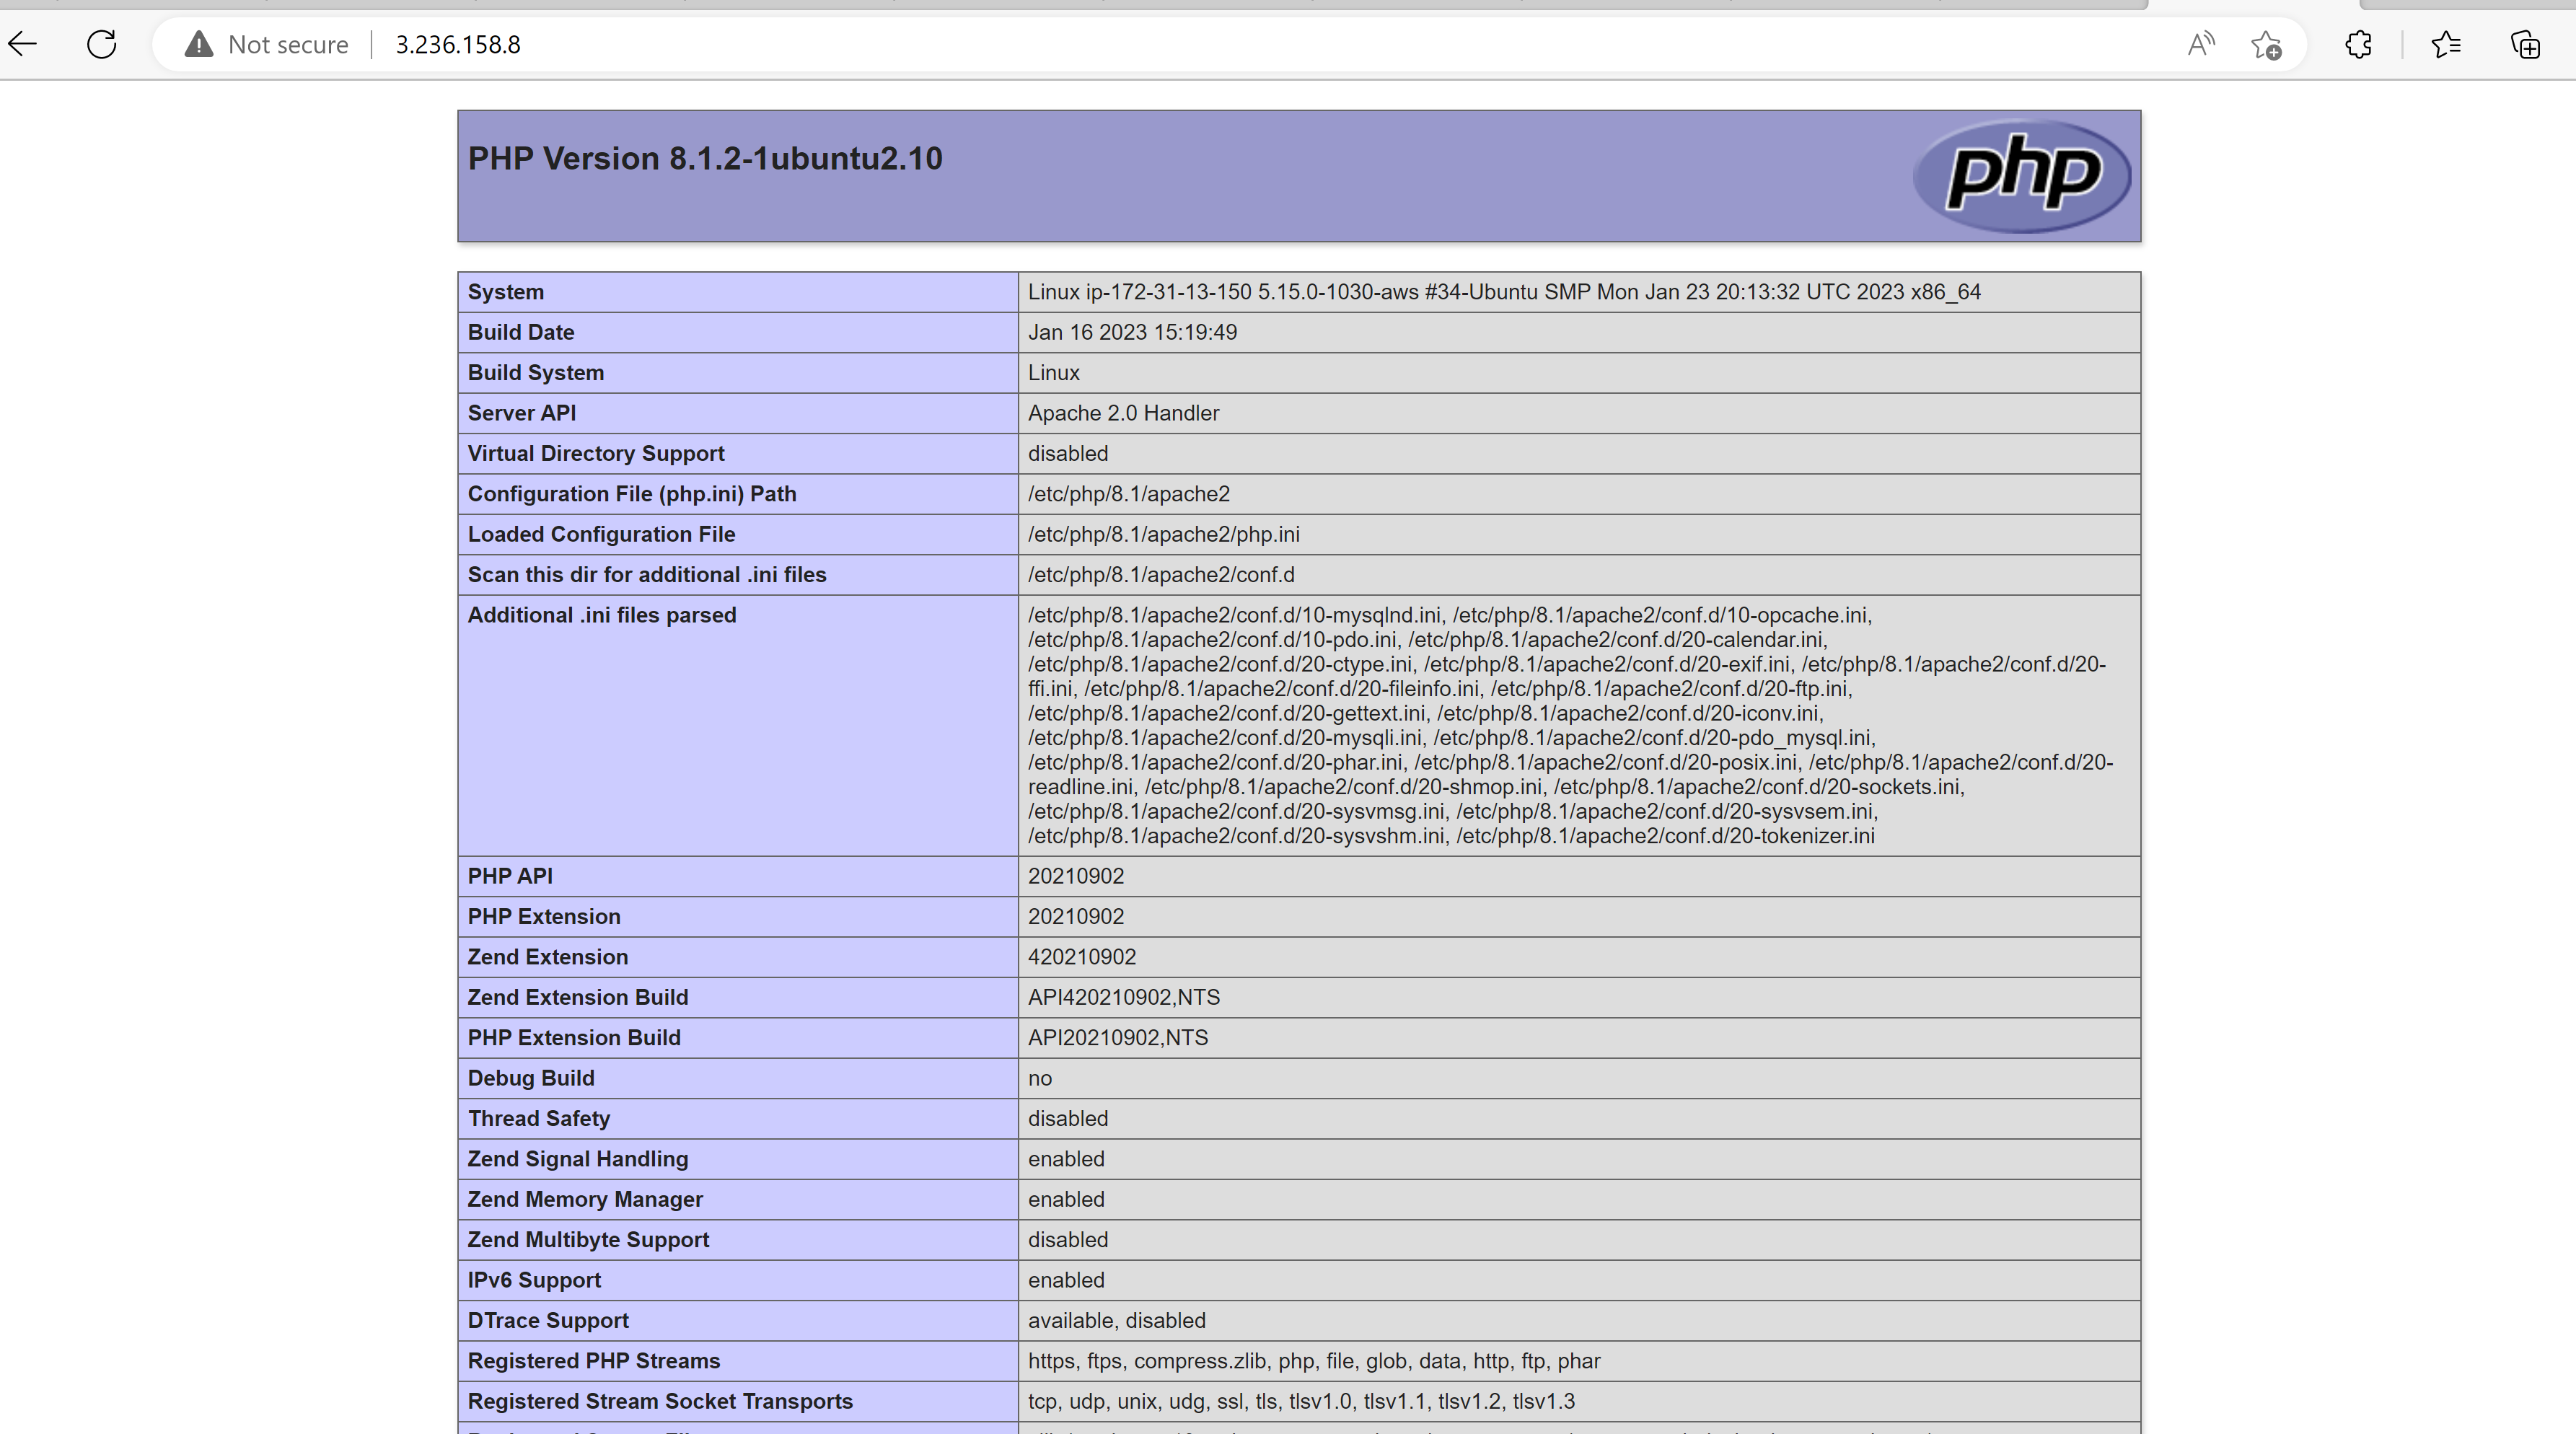 Not secure 3.236.158.8
PHP Version 8.1.2-1ubuntu2.10
php
System Linux ip-172-31-13-150 5.15.0-1030-aws #34-Ubuntu SMP Mon Jan 23 20:13:32 UTC 2023 x86_64
Build Date Jan 16 2023 15:19:49
Build System Linux
Server API Apache 2.0 Handler
Virtual Directory Support disabled
Configuration File (php.ini) Path /etc/php/8.1/apache2
Loaded Configuration File /etc/php/8.1/apache2/php.ini
Scan this dir for additional .ini files /etc/php/8.1/apache2/conf.d
Additional .ini files parsed /etc/php/8.1/apache2/conf.d/10-mysqlnd.ini, /etc/php/8.1/apache2/conf.d/10-opcache.ini,
/etc/php/8.1/apache2/conf.d/10-pdo.ini, /etc/php/8.1/apache2/conf.d/20-calendar.ini,
/etc/php/8.1/apache2/conf.d/20-ctype.ini, /etc/php/8.1/apache2/conf.d/20-exif.ini, /etc/php/8.1/apache2/conf.d/20-
ffi.ini, /etc/php/8.1/apache2/conf.d/20-fileinfo.ini, /etc/php/8.1/apache2/conf.d/20-ftp.ini,
/etc/php/8.1/apache2/conf.d/20-gettext.ini, /etc/php/8.1/apache2/conf.d/20-iconv.ini,
/etc/php/8.1/apache2/conf.d/20-mysqli.ini, /etc/php/8.1/apache2/conf.d/20-pdo_mysql.ini,
/etc/php/8.1/apache2/conf.d/20-phar.ini, /etc/php/8.1/apache2/conf.d/20-posix.ini, /etc/php/8.1/apache2/conf.d/20-
readline.ini, /etc/php/8.1/apache2/conf.d/20-shmop.ini, /etc/php/8.1/apache2/conf.d/20-sockets.ini,
/etc/php/8.1/apache2/conf.d/20-sysvmsg.ini, /etc/php/8.1/apache2/conf.d/20-sysvsem.ini,
/etc/php/8.1/apache2/conf.d/20-sysvshm.ini, /etc/php/8.1/apache2/conf.d/20-tokenizer.ini
PHP API 20210902
PHP Extension 20210902
Zend Extension 420210902
Zend Extension Build API420210902,NTS
PHP Extension Build API20210902,NTS
Debug Build no
Thread Safety disabled
Zend Signal Handling enabled
Zend Memory Manager enabled
Zend Multibyte Support disabled
IPv6 Support enabled
DTrace Support available, disabled
Registered PHP Streams https, ftps, compress.zlib, php, file, glob, data, http, ftp, phar
Registered Stream Socket Transports tcp, udp, unix, udg, ssl, tls, tlsv1.0, tlsv1.1, tlsv1.2, tlsv1.3